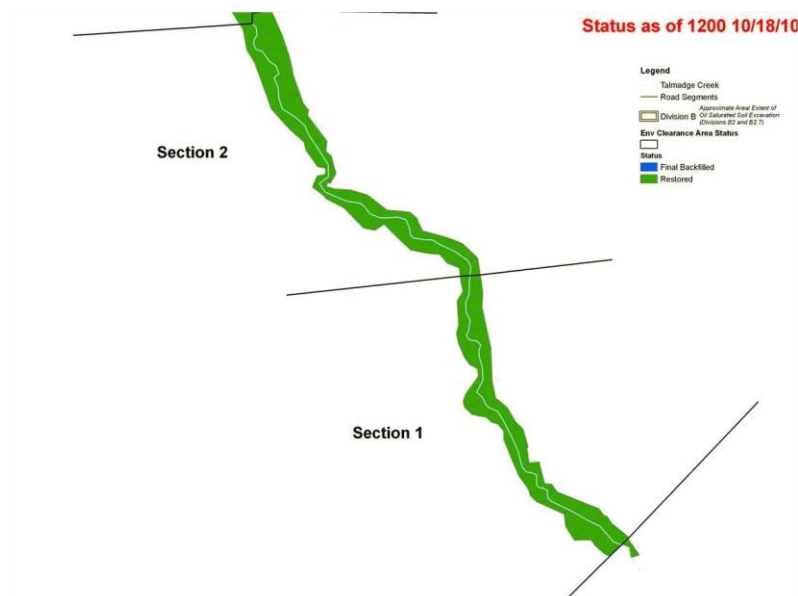 Status as of 1200 10/18/10
Legend
Talmadge Creek
Road Segments
Division B
Approximate Areal Extent of
Oil Saturated Soil Excavation
(Divisions B2 and B2.7)
Env Clearance Area Status
Status
Final Backfilled
Restored
Section 2
Section 1